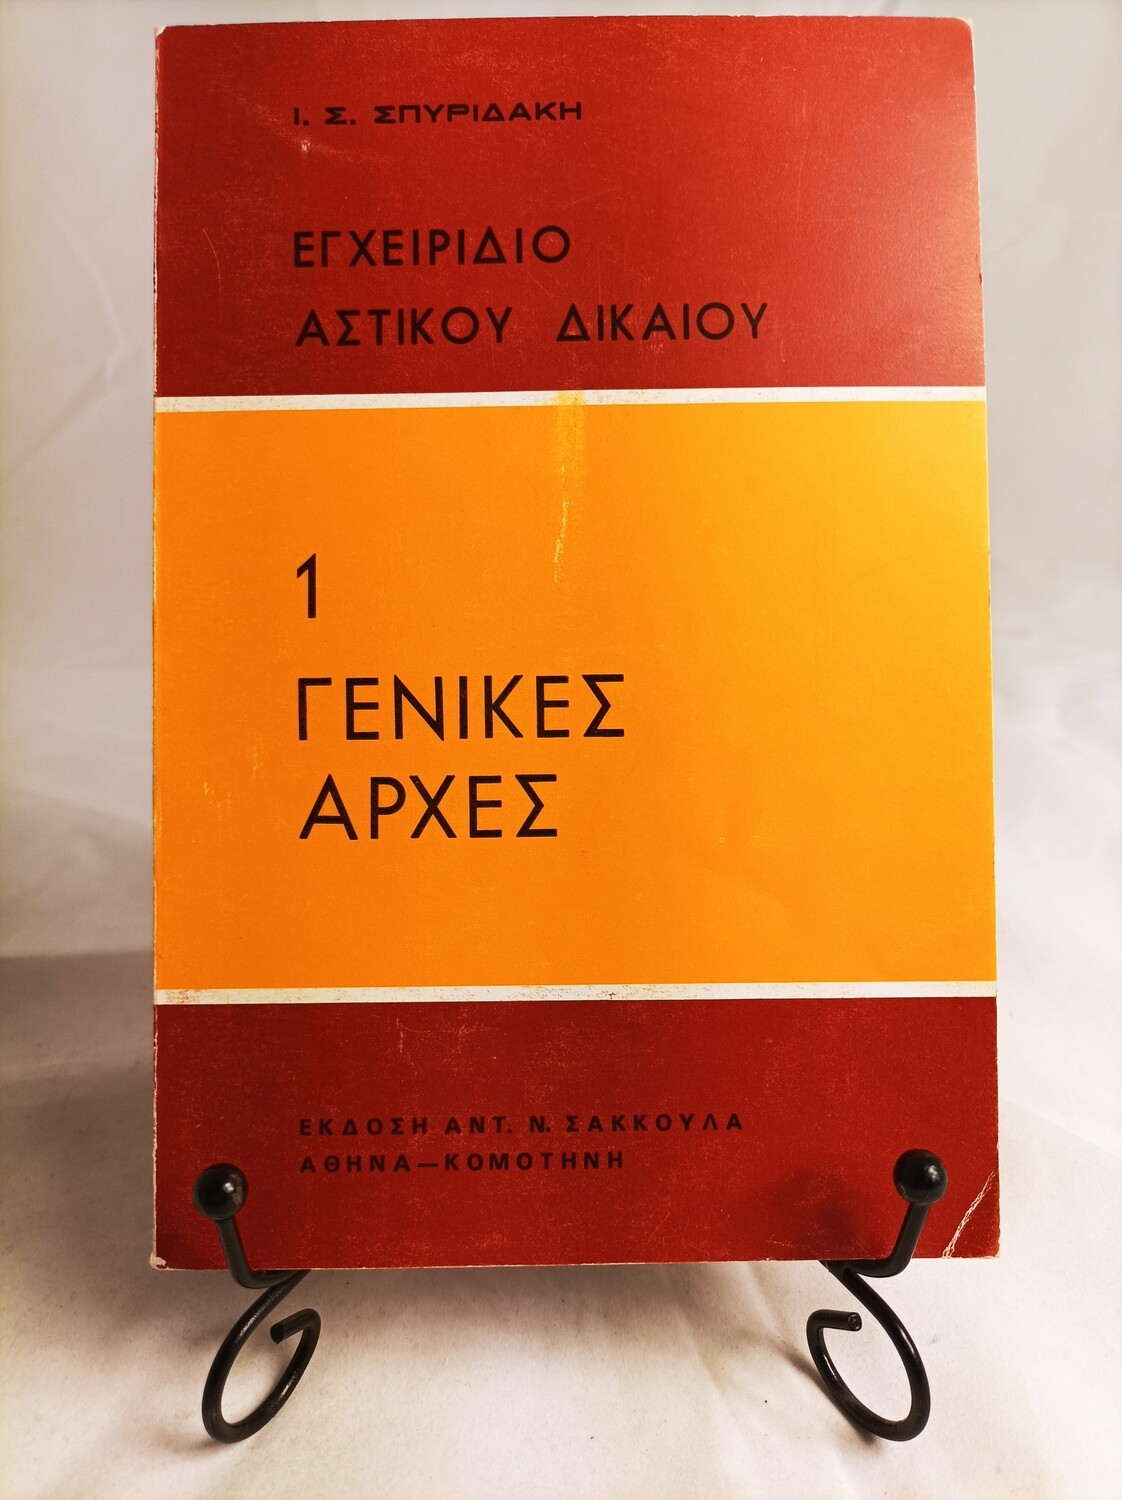 Ι. Σ. ΣΠΥΡΙΔΑΚΗ
ΕΓΧΕΙΡΙΔΙΟ
ΑΣΤΙΚΟΥ ΔΙΚΑΙΟΥ
1
ΓΕΝΙΚΕΣ
ΑΡΧΕΣ
ΕΚΔΟΣΗ ΑΝΤ. Ν. ΣΑΚΚΟΥΛΑ
ΑΘΗΝΑ—ΚΟΜΟΤΗΝΗ